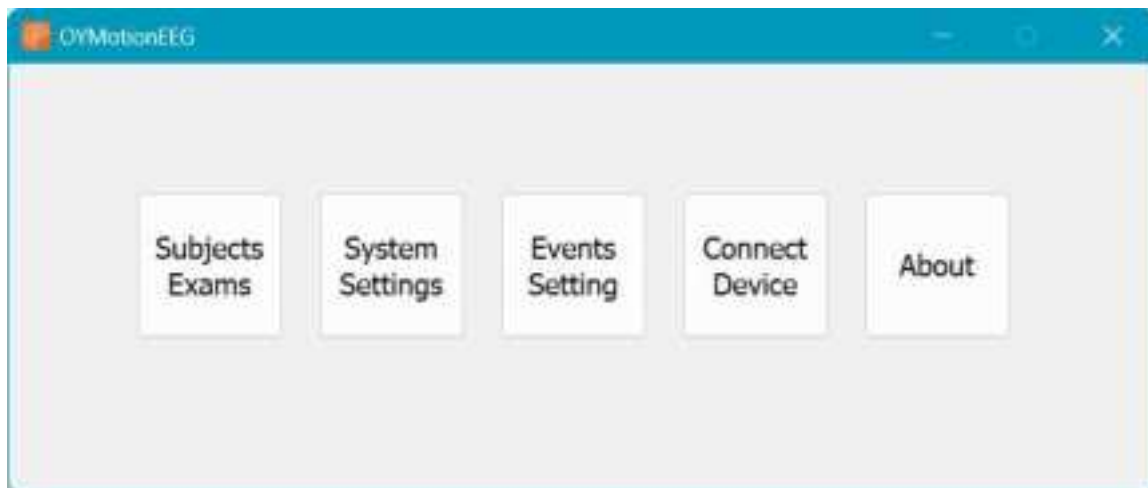 OYMotionEEG
Subjects
Exams
System
Settings
Events
Setting
Connect
Device
About